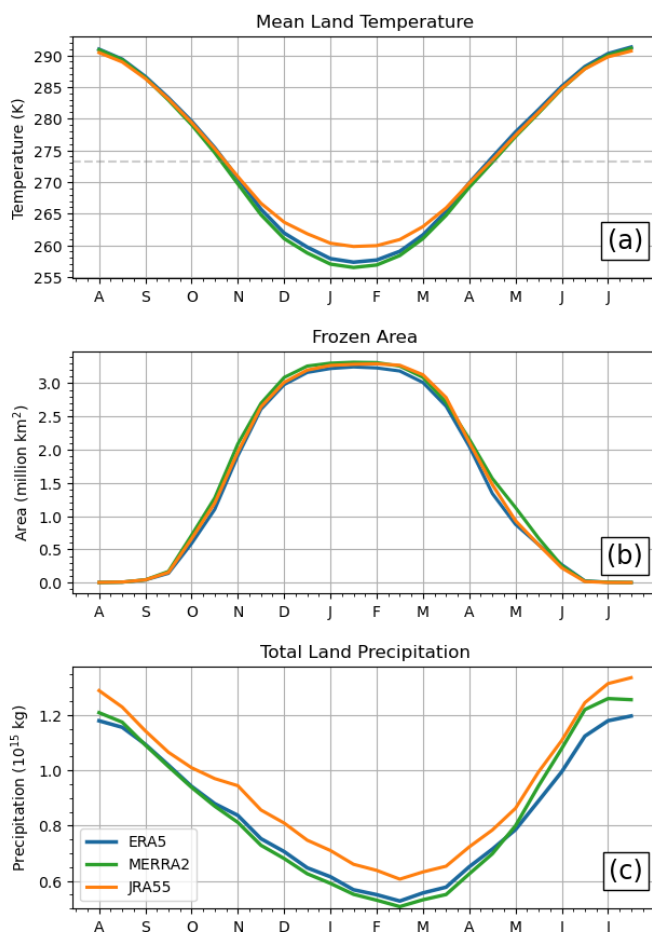 Mean Land Temperature
Temperature (K)
290
285
280
275
270
265
260
255
(a)
A S O N D J F M A M J J
Frozen Area
Area (million km²)
3.0
2.5
2.0
1.5
1.0
0.5
0.0
(b)
A S O N D J F M A M J J
Total Land Precipitation
Precipitation (10¹⁵ kg)
1.2
1.0
0.8
0.6
ERA5
MERRA2
JRA55
(c)
A S O N D J F M A M J J